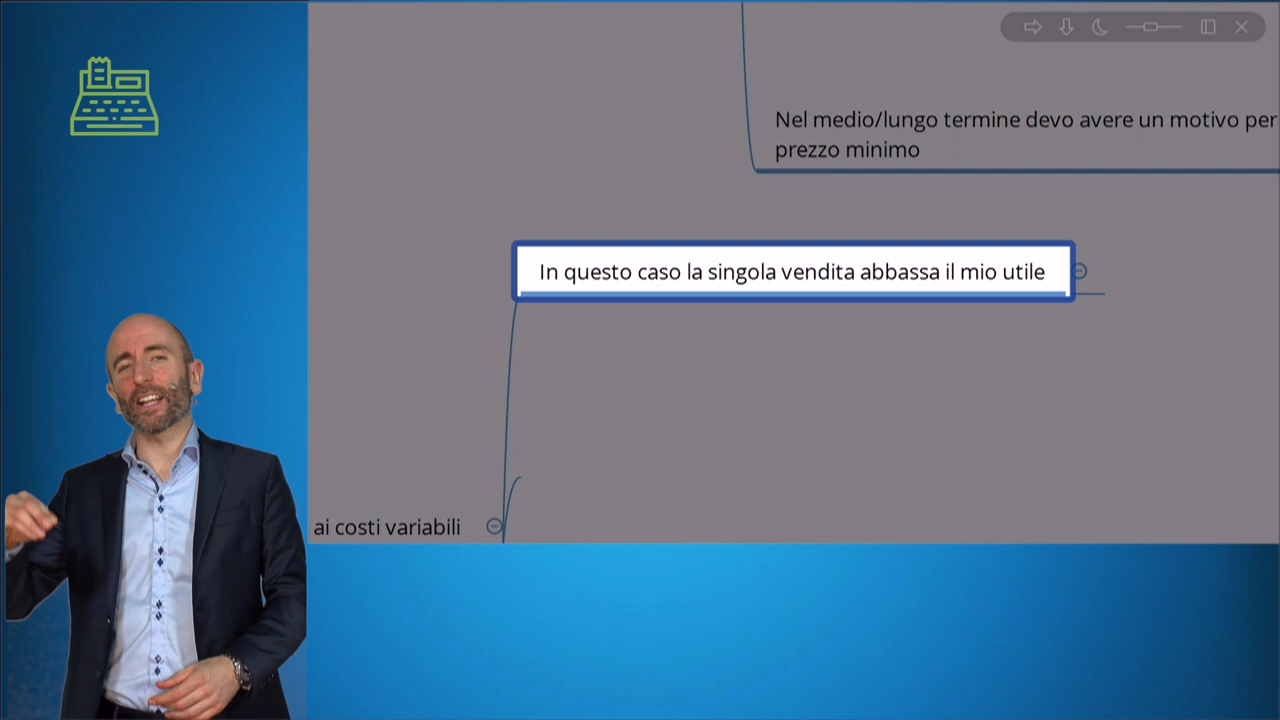 Nel medio/lungo termine devo avere un motivo per
prezzo minimo
In questo caso la singola vendita abbassa il mio utile
ai costi variabili